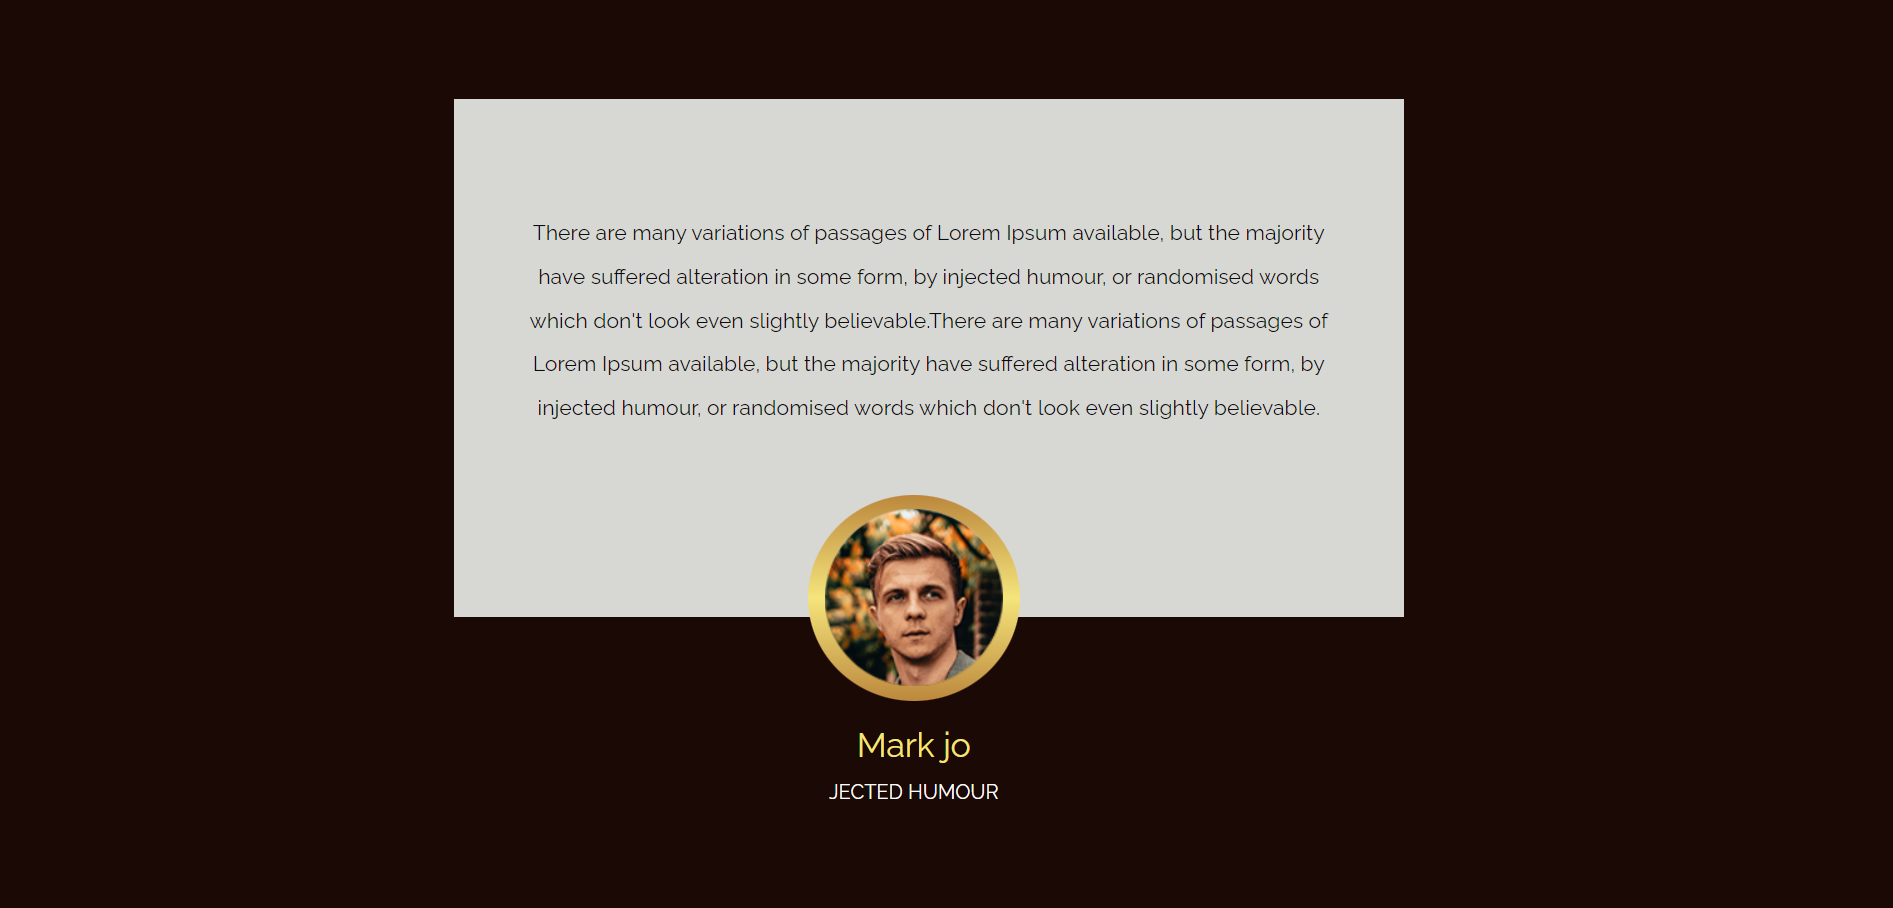 There are many variations of passages of Lorem Ipsum available, but the majority
have suffered alteration in some form, by injected humour, or randomised words
which don't look even slightly believable.There are many variations of passages of
Lorem Ipsum available, but the majority have suffered alteration in some form, by
injected humour, or randomised words which don't look even slightly believable.
Mark jo
JECTED HUMOUR